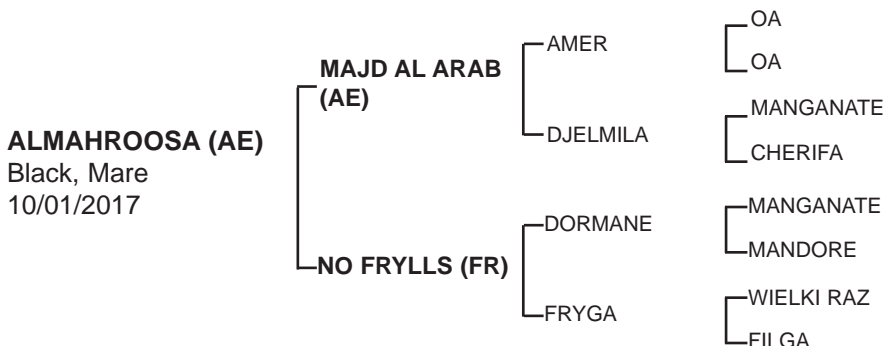 ALMAHROOSA (AE)
Black, Mare
10/01/2017
MAJD AL ARAB
(AE)
NO FRYLLS (FR)
AMER
DJELMILA
DORMANE
FRYGA
OA
OA
MANGANATE
CHERIFA
MANGANATE
MANDORE
WIELKI RAZ
FILGA